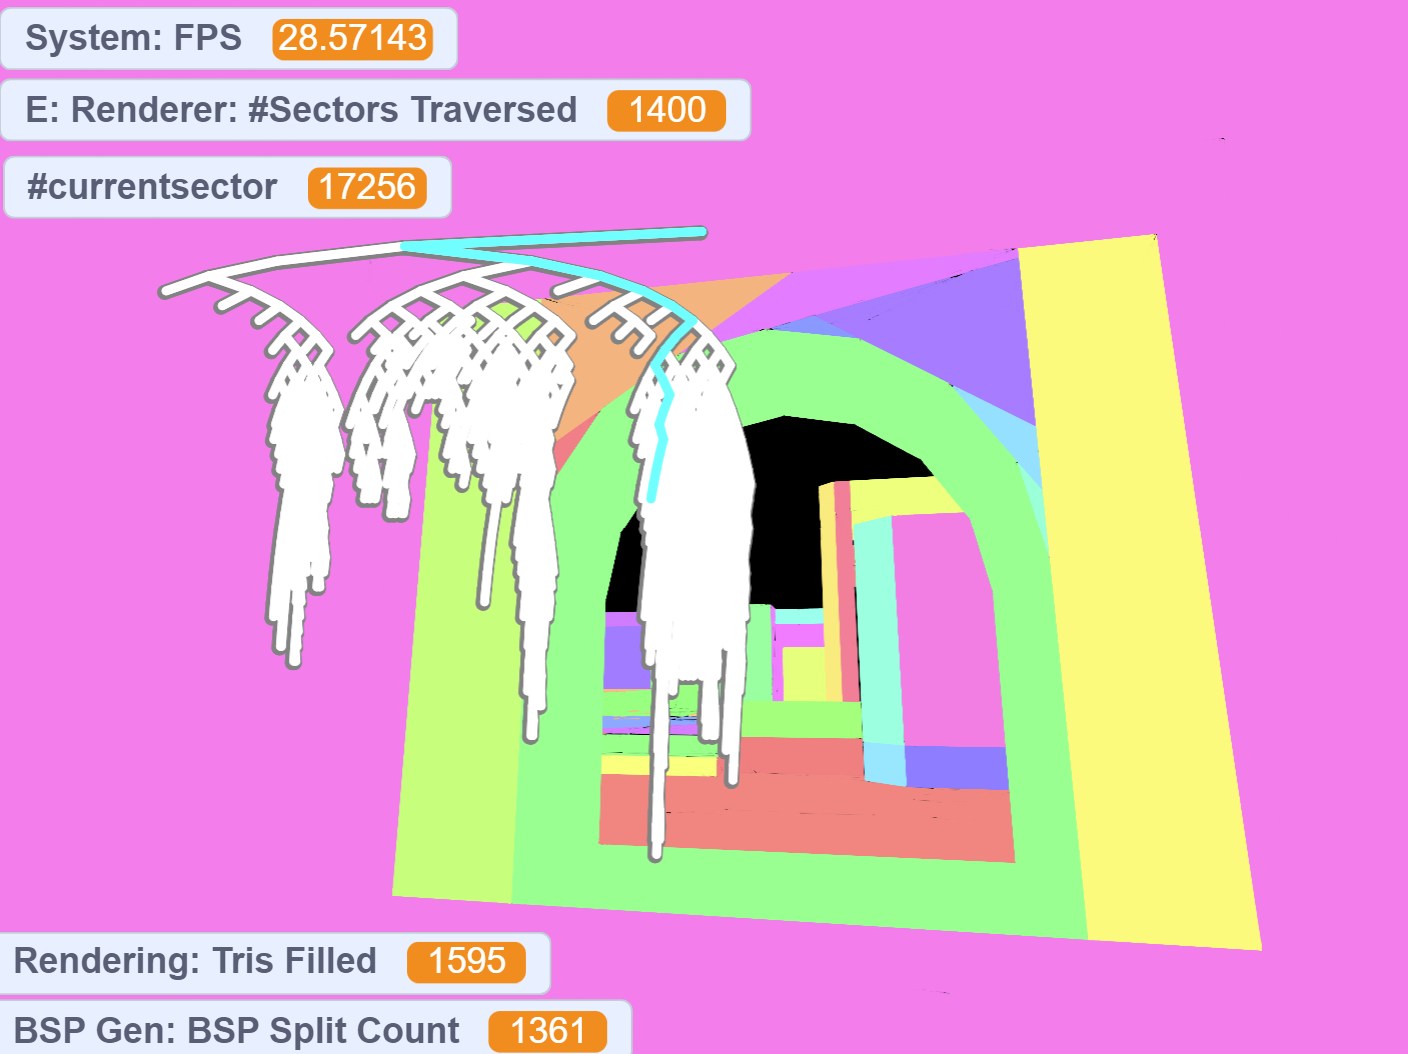 System: FPS 28.57143
E: Renderer: #Sectors Traversed 1400
#currentsector 17256
Rendering: Tris Filled 1595
BSP Gen: BSP Split Count 1361